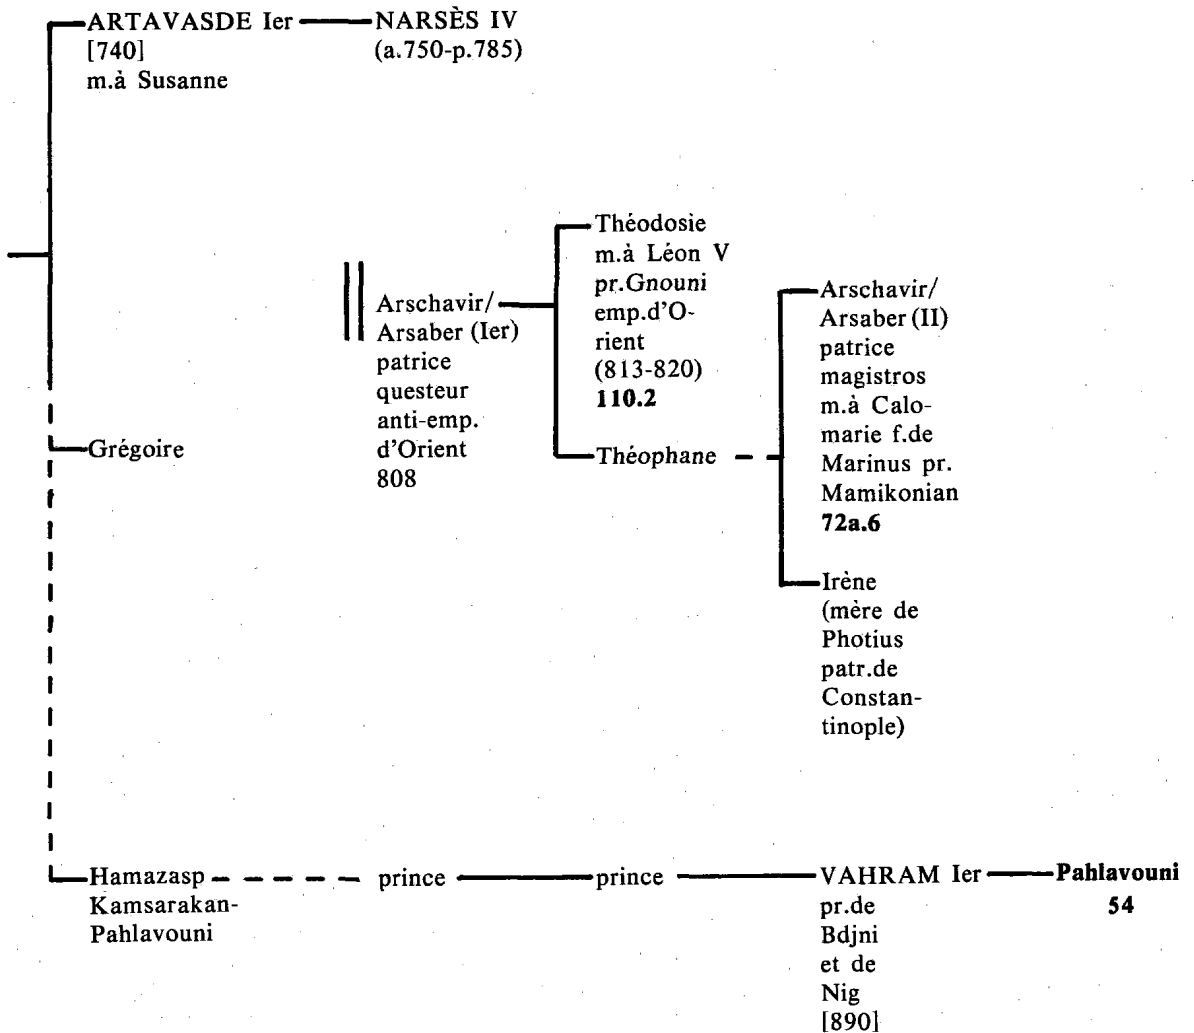 ARTAVASDE Ier
[740]
m.à Susanne
NARSÈS IV
(a.750-p.785)
Théodosie
m.à Léon V
pr.Gnouni
emp.d'O-
rient
(813-820)
110.2
Arschavir/
Arsaber (Ier)
patrice
questeur
anti-emp.
d'Orient
808
Arschavir/
Arsaber (II)
patrice
magistros
m.à Calo-
marie f.de
Marinus pr.
Mamikonian
72a.6
Grégoire
Théophane
Irène
(mère de
Photius
patr.de
Constan-
tinople)
Hamazasp
Kamsarakan-
Pahlavouni
prince
prince
VAHRAM Ier
pr.de
Bdjni
et de
Nig
[890]
Pahlavouni
54